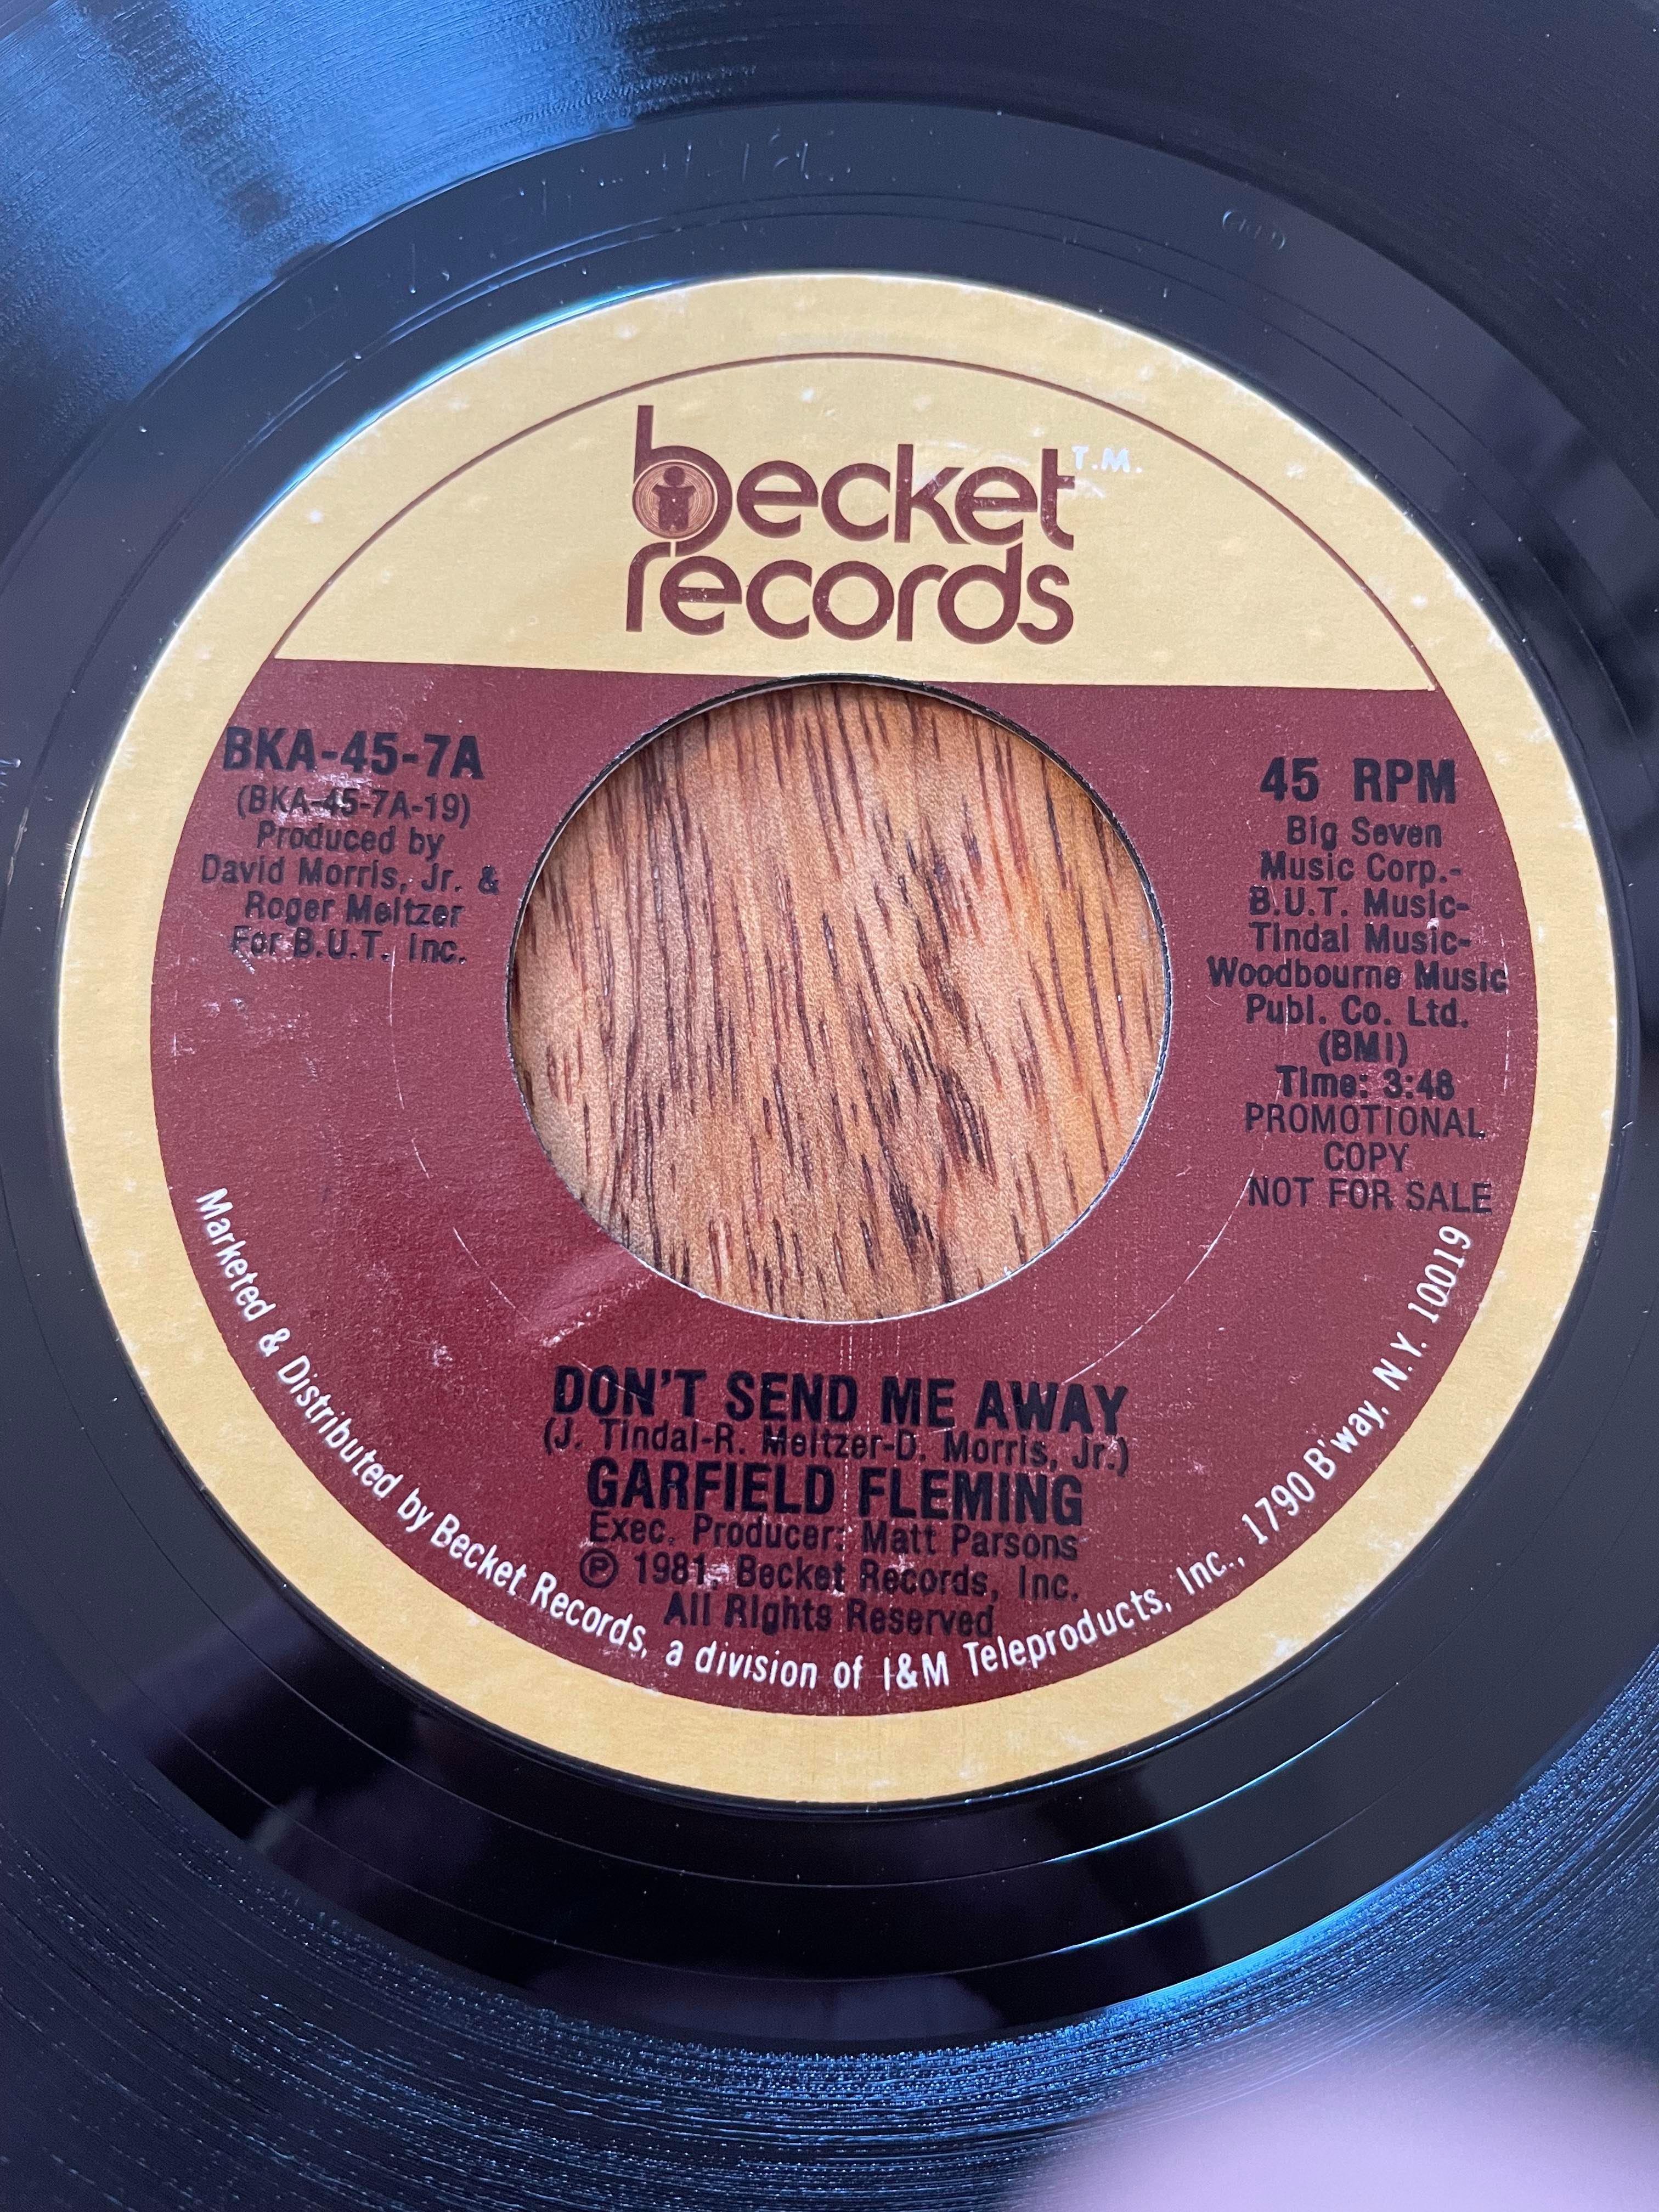 becket T.M.
records
BKA-45-7A
(BKA-45-7A-19)
Produced by
David Morris, Jr. &
Roger Meltzer
For B.U.T. Inc.
45 RPM
Big Seven
Music Corp.-
B.U.T. Music-
Tindal Music-
Woodbourne Music
Publ. Co. Ltd.
(BMI)
Time: 3:48
PROMOTIONAL
COPY
NOT FOR SALE
DON'T SEND ME AWAY
(J. Tindal-R. Meltzer-D. Morris, Jr.)
GARFIELD FLEMING
Exec. Producer: Matt Parsons
Ⓟ 1981, Becket Records, Inc.
All Rights Reserved
Marketed & Distributed by Becket Records, a division of I&M Teleproducts, Inc., 1790 B'way, N.Y. 10019